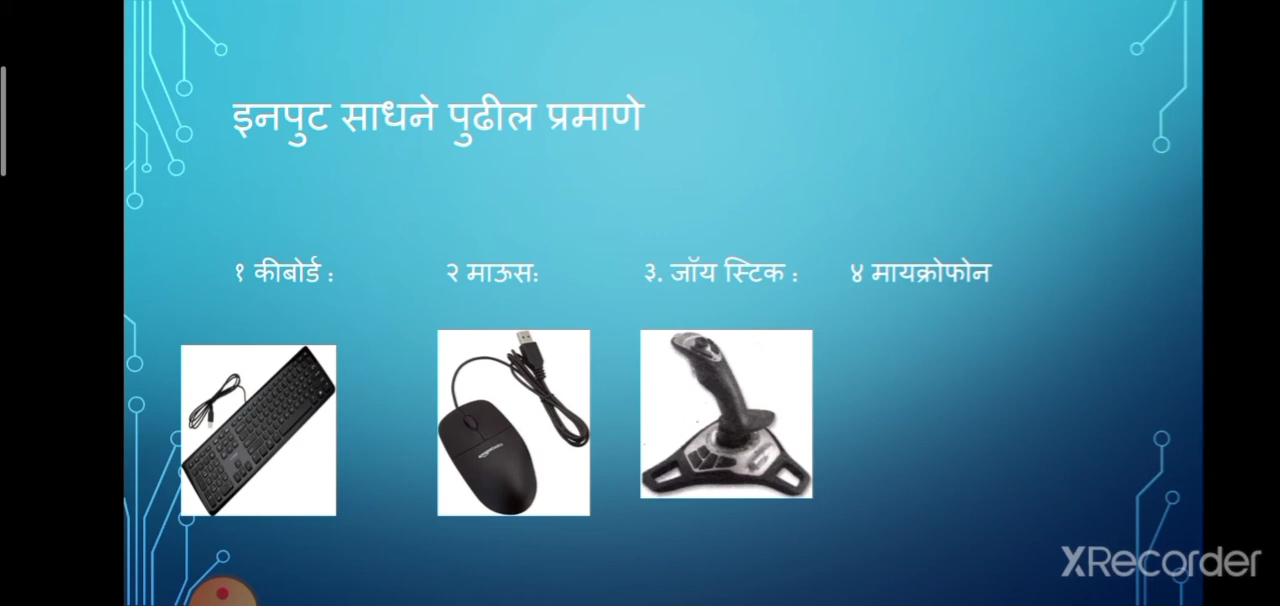 इनपुट साधने पुढील प्रमाणे
१ कीबोर्ड : २ माऊस: ३. जॉय स्टिक : ४ मायक्रोफोन
XRecorder